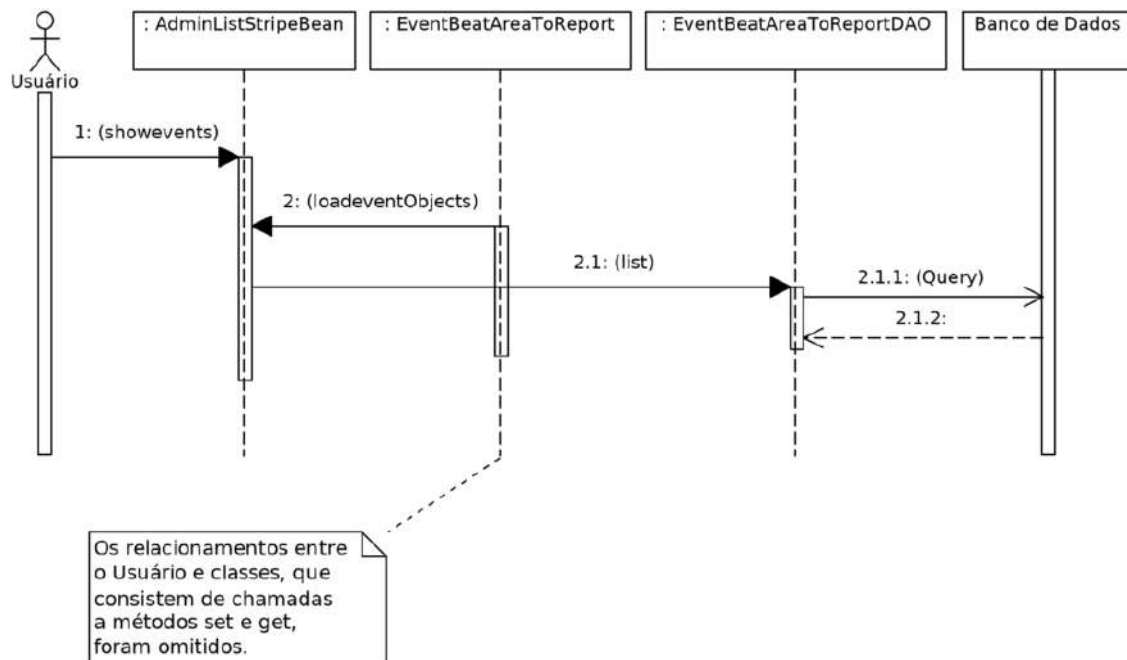 : AdminListStripeBean
: EventBeatAreaToReport
: EventBeatAreaToReportDAO
Banco de Dados
Usuário
1: (showevents)
2: (loadeventObjects)
2.1: (list)
2.1.1: (Query)
2.1.2:
Os relacionamentos entre
o Usuário e classes, que
consistem de chamadas
a métodos set e get,
foram omitidos.